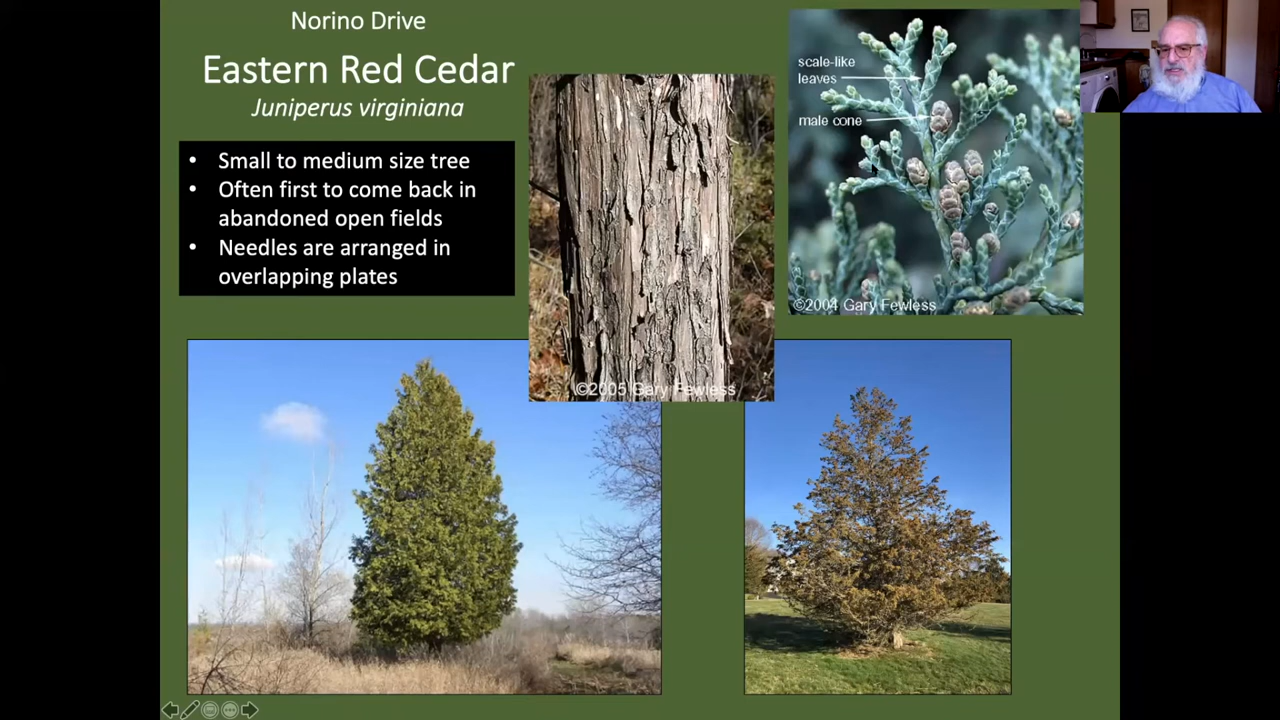 Norino Drive
Eastern Red Cedar
Juniperus virginiana
• Small to medium size tree
• Often first to come back in
abandoned open fields
• Needles are arranged in
overlapping plates
©2005 Gary Fewless
scale-like
leaves
male cone
©2004 Gary Fewless